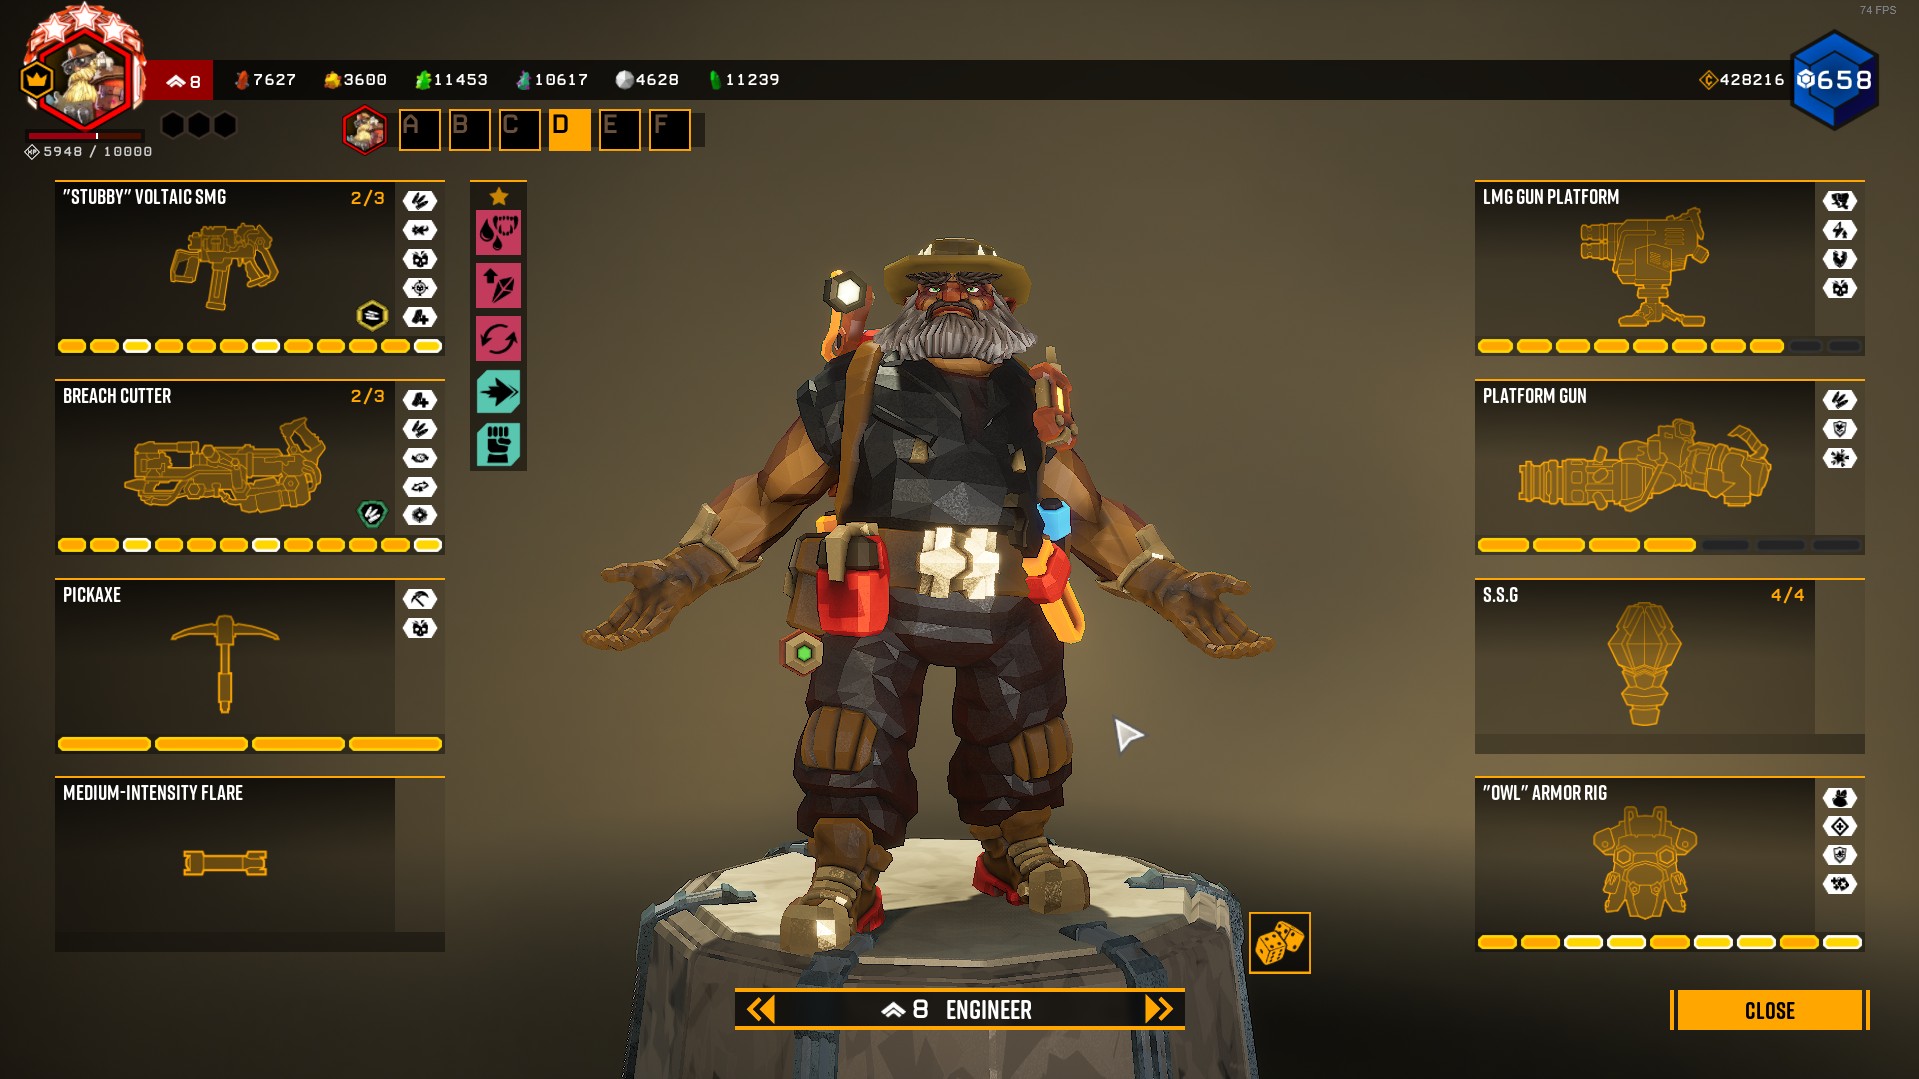 74 FPS
8 7627 3600 11453 10617 4628 11239 428216 658
A B C D E F
5948 / 10000
"STUBBY" VOLTAIC SMG 2/3
BREACH CUTTER 2/3
PICKAXE
MEDIUM-INTENSITY FLARE
LMG GUN PLATFORM
PLATFORM GUN
S.S.G 4/4
"OWL" ARMOR RIG
8 ENGINEER
CLOSE